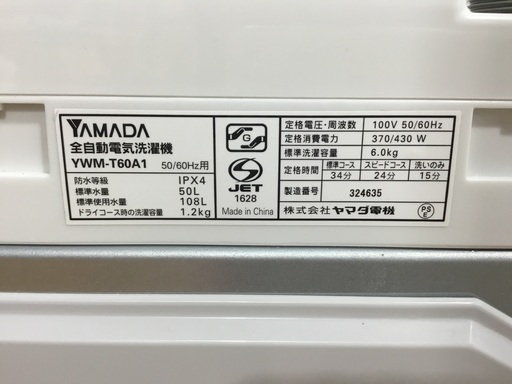 YAMADA
全自動電気洗濯機
YWM-T60A1 50/60Hz用
防水等級 IPX4
標準水量 50L
標準使用水量 108L
ドライコース時の洗濯容量 1.2kg
G
JET
1628
Made in China
定格電圧・周波数 100V 50/60Hz
定格消費電力 370/430 W
標準洗濯容量 6.0kg
定格時間 標準コース スピードコース 洗いのみ
34分 24分 15分
製造番号 324635
株式会社ヤマダ電機
PS
E